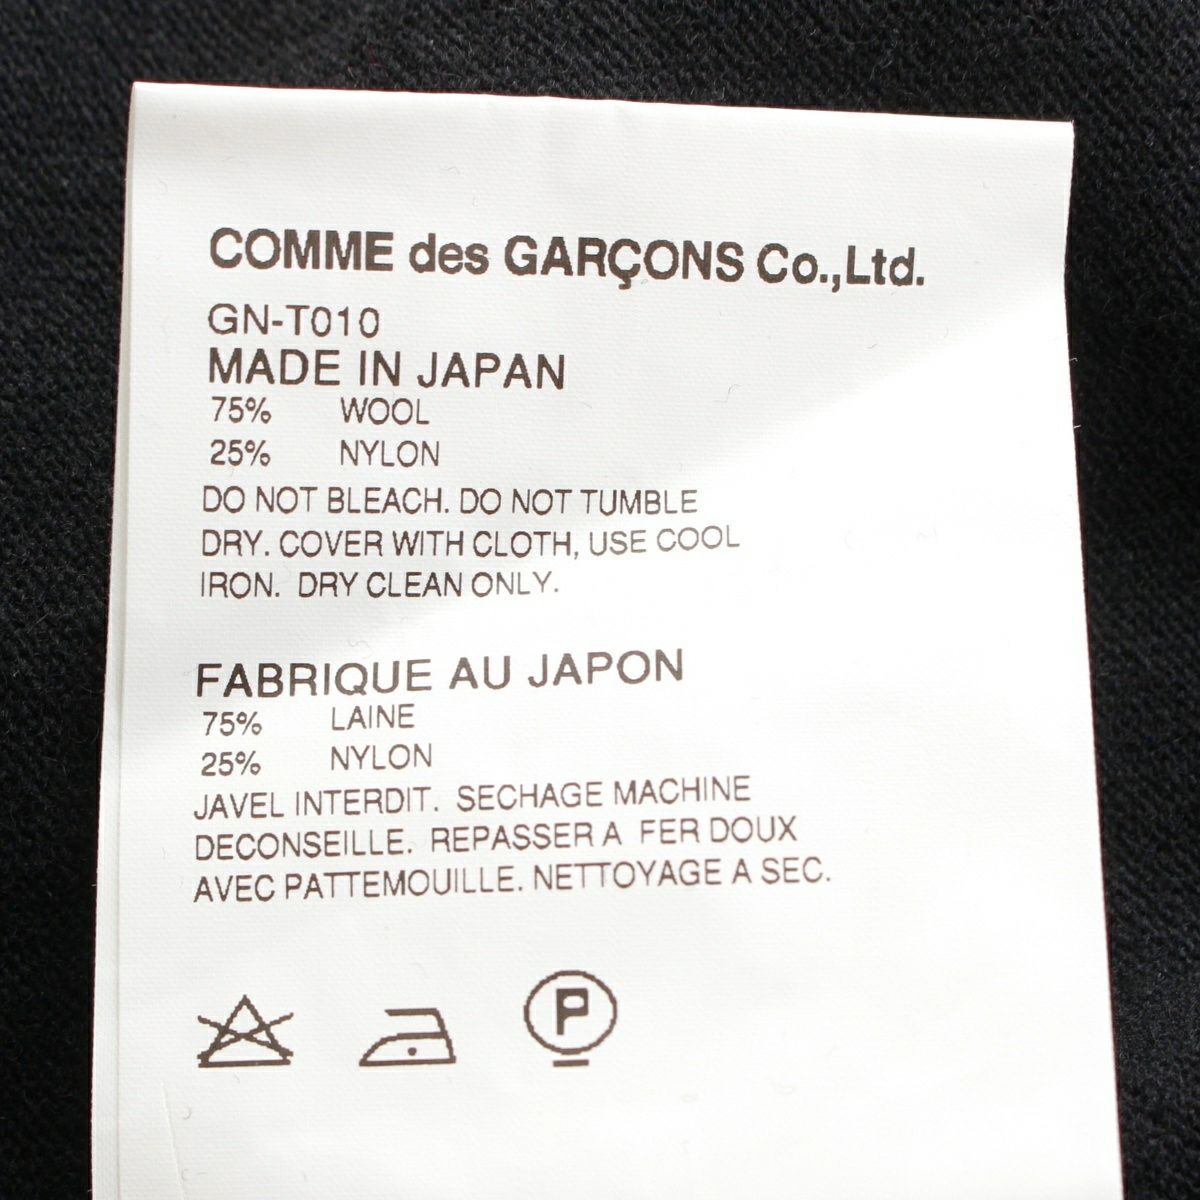 COMME des GARÇONS Co.,Ltd.
GN-T010
MADE IN JAPAN
75% WOOL
25% NYLON
DO NOT BLEACH. DO NOT TUMBLE
DRY. COVER WITH CLOTH, USE COOL
IRON. DRY CLEAN ONLY.
FABRIQUE AU JAPON
75% LAINE
25% NYLON
JAVEL INTERDIT. SECHAGE MACHINE
DECONSEILLE. REPASSER A FER DOUX
AVEC PATTEMOUILLE. NETTOYAGE A SEC.
P